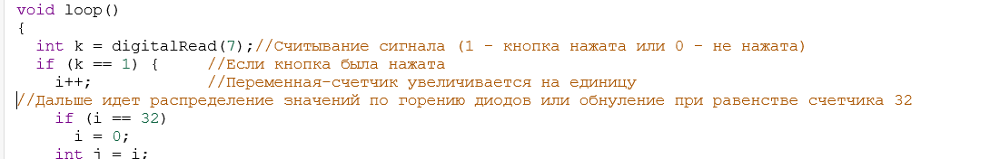 void loop()
{
int k = digitalRead(7);//Считывание сигнала (1 - кнопка нажата или 0 - не нажата)
if (k == 1) { //Если кнопка была нажата
i++; //Переменная-счетчик увеличивается на единицу
//Дальше идет распределение значений по горению диодов или обнуление при равенстве счетчика 32
if (i == 32)
i = 0;
int j = i;